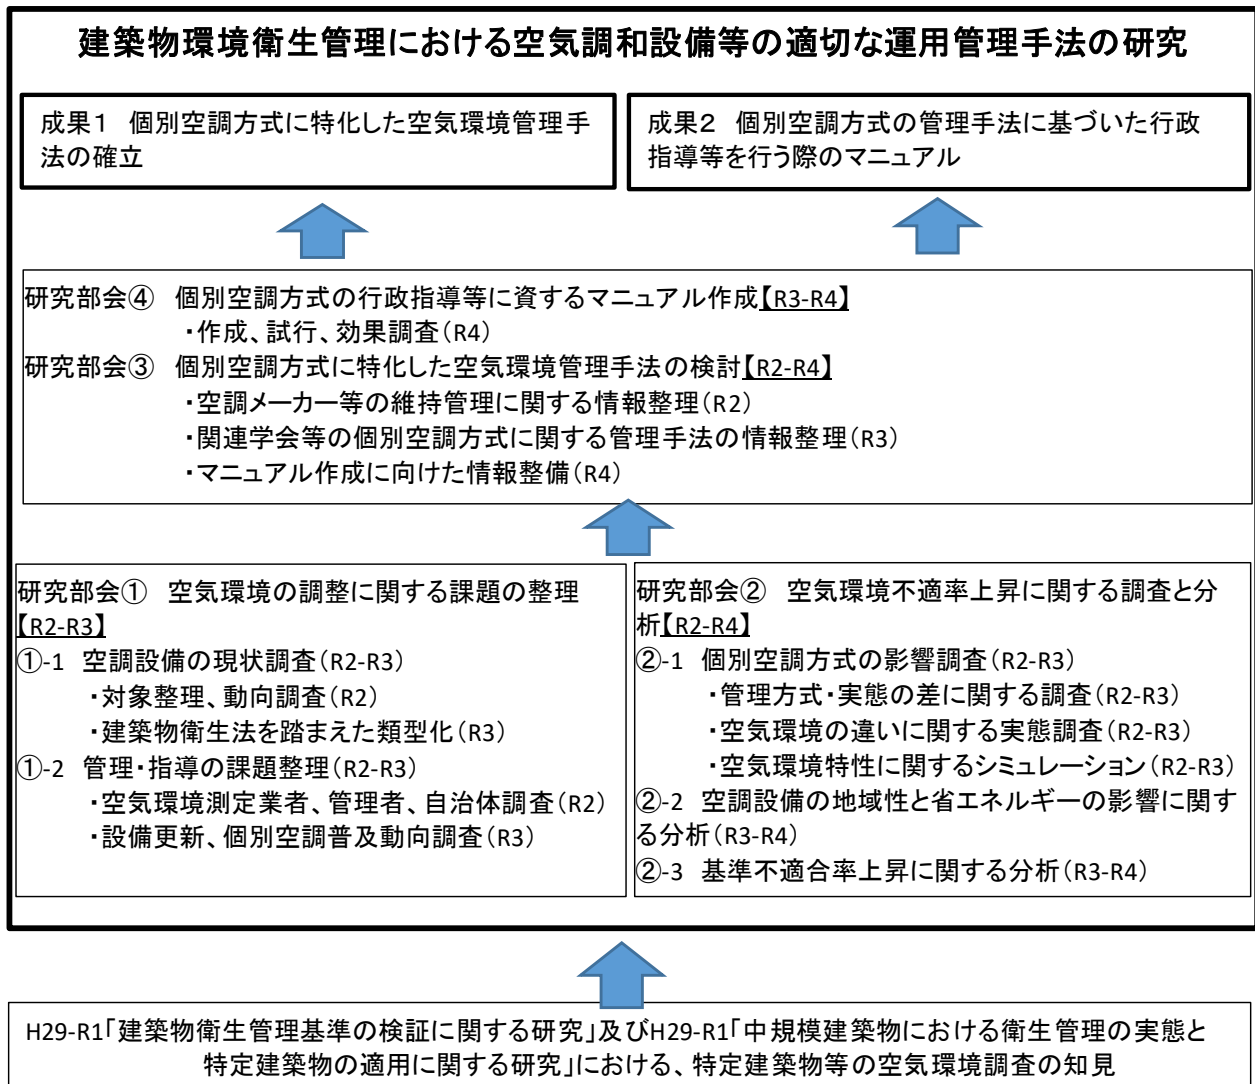 建築物環境衛生管理における空気調和設備等の適切な運用管理手法の研究
成果1 個別空調方式に特化した空気環境管理手
法の確立
成果2 個別空調方式の管理手法に基づいた行政
指導等を行う際のマニュアル
研究部会④ 個別空調方式の行政指導等に資するマニュアル作成【R3-R4】
・作成、試行、効果調査(R4)
研究部会③ 個別空調方式に特化した空気環境管理手法の検討【R2-R4】
・空調メーカー等の維持管理に関する情報整理(R2)
・関連学会等の個別空調方式に関する管理手法の情報整理(R3)
・マニュアル作成に向けた情報整備(R4)
研究部会① 空気環境の調整に関する課題の整理
【R2-R3】
①-1 空調設備の現状調査(R2-R3)
・対象整理、動向調査(R2)
・建築物衛生法を踏まえた類型化(R3)
①-2 管理・指導の課題整理(R2-R3)
・空気環境測定業者、管理者、自治体調査(R2)
・設備更新、個別空調普及動向調査(R3)
研究部会② 空気環境不適率上昇に関する調査と分
析【R2-R4】
②-1 個別空調方式の影響調査(R2-R3)
・管理方式・実態の差に関する調査(R2-R3)
・空気環境の違いに関する実態調査(R2-R3)
・空気環境特性に関するシミュレーション(R2-R3)
②-2 空調設備の地域性と省エネルギーの影響に関す
る分析(R3-R4)
②-3 基準不適合率上昇に関する分析(R3-R4)
H29-R1「建築物衛生管理基準の検証に関する研究」及びH29-R1「中規模建築物における衛生管理の実態と
特定建築物の適用に関する研究」における、特定建築物等の空気環境調査の知見